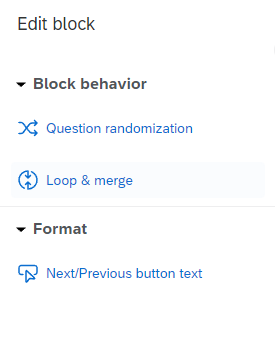 Edit block
Block behavior
Question randomization
Loop & merge
Format
Next/Previous button text